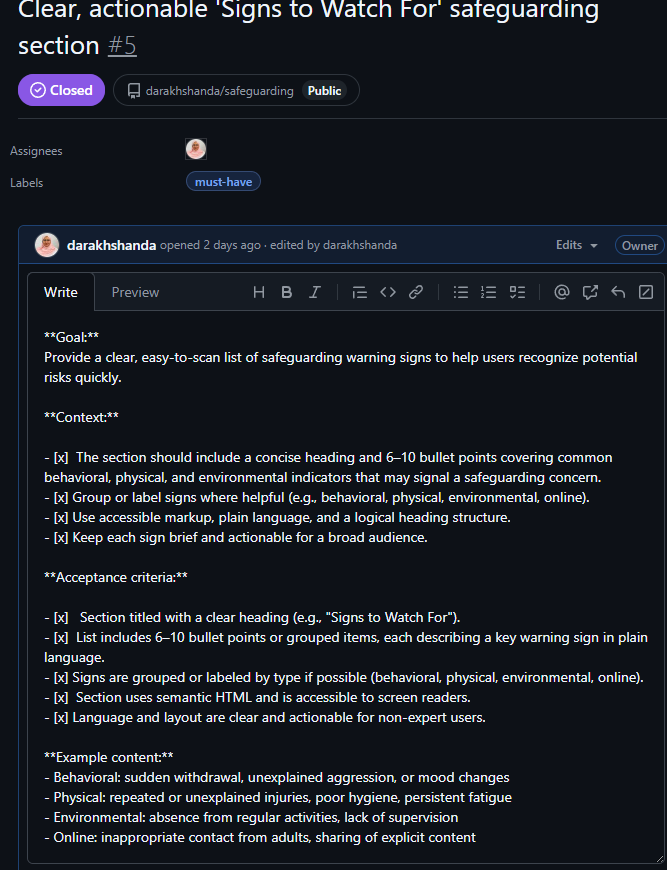 Clear, actionable 'Signs to Watch For' safeguarding
section #5
Closed
darakhshanda/safeguarding Public
Assignees
Labels
must-have
darakhshanda opened 2 days ago · edited by darakhshanda
Edits
Owner
Write
Preview
H B I
**Goal:**
Provide a clear, easy-to-scan list of safeguarding warning signs to help users recognize potential
risks quickly.
**Context:**
- [x]  The section should include a concise heading and 6–10 bullet points covering common
behavioral, physical, and environmental indicators that may signal a safeguarding concern.
- [x] Group or label signs where helpful (e.g., behavioral, physical, environmental, online).
- [x] Use accessible markup, plain language, and a logical heading structure.
- [x] Keep each sign brief and actionable for a broad audience.
**Acceptance criteria:**
- [x]   Section titled with a clear heading (e.g., "Signs to Watch For").
- [x]  List includes 6–10 bullet points or grouped items, each describing a key warning sign in plain
language.
- [x] Signs are grouped or labeled by type if possible (behavioral, physical, environmental, online).
- [x]  Section uses semantic HTML and is accessible to screen readers.
- [x] Language and layout are clear and actionable for non-expert users.
**Example content:**
- Behavioral: sudden withdrawal, unexplained aggression, or mood changes
- Physical: repeated or unexplained injuries, poor hygiene, persistent fatigue
- Environmental: absence from regular activities, lack of supervision
- Online: inappropriate contact from adults, sharing of explicit content